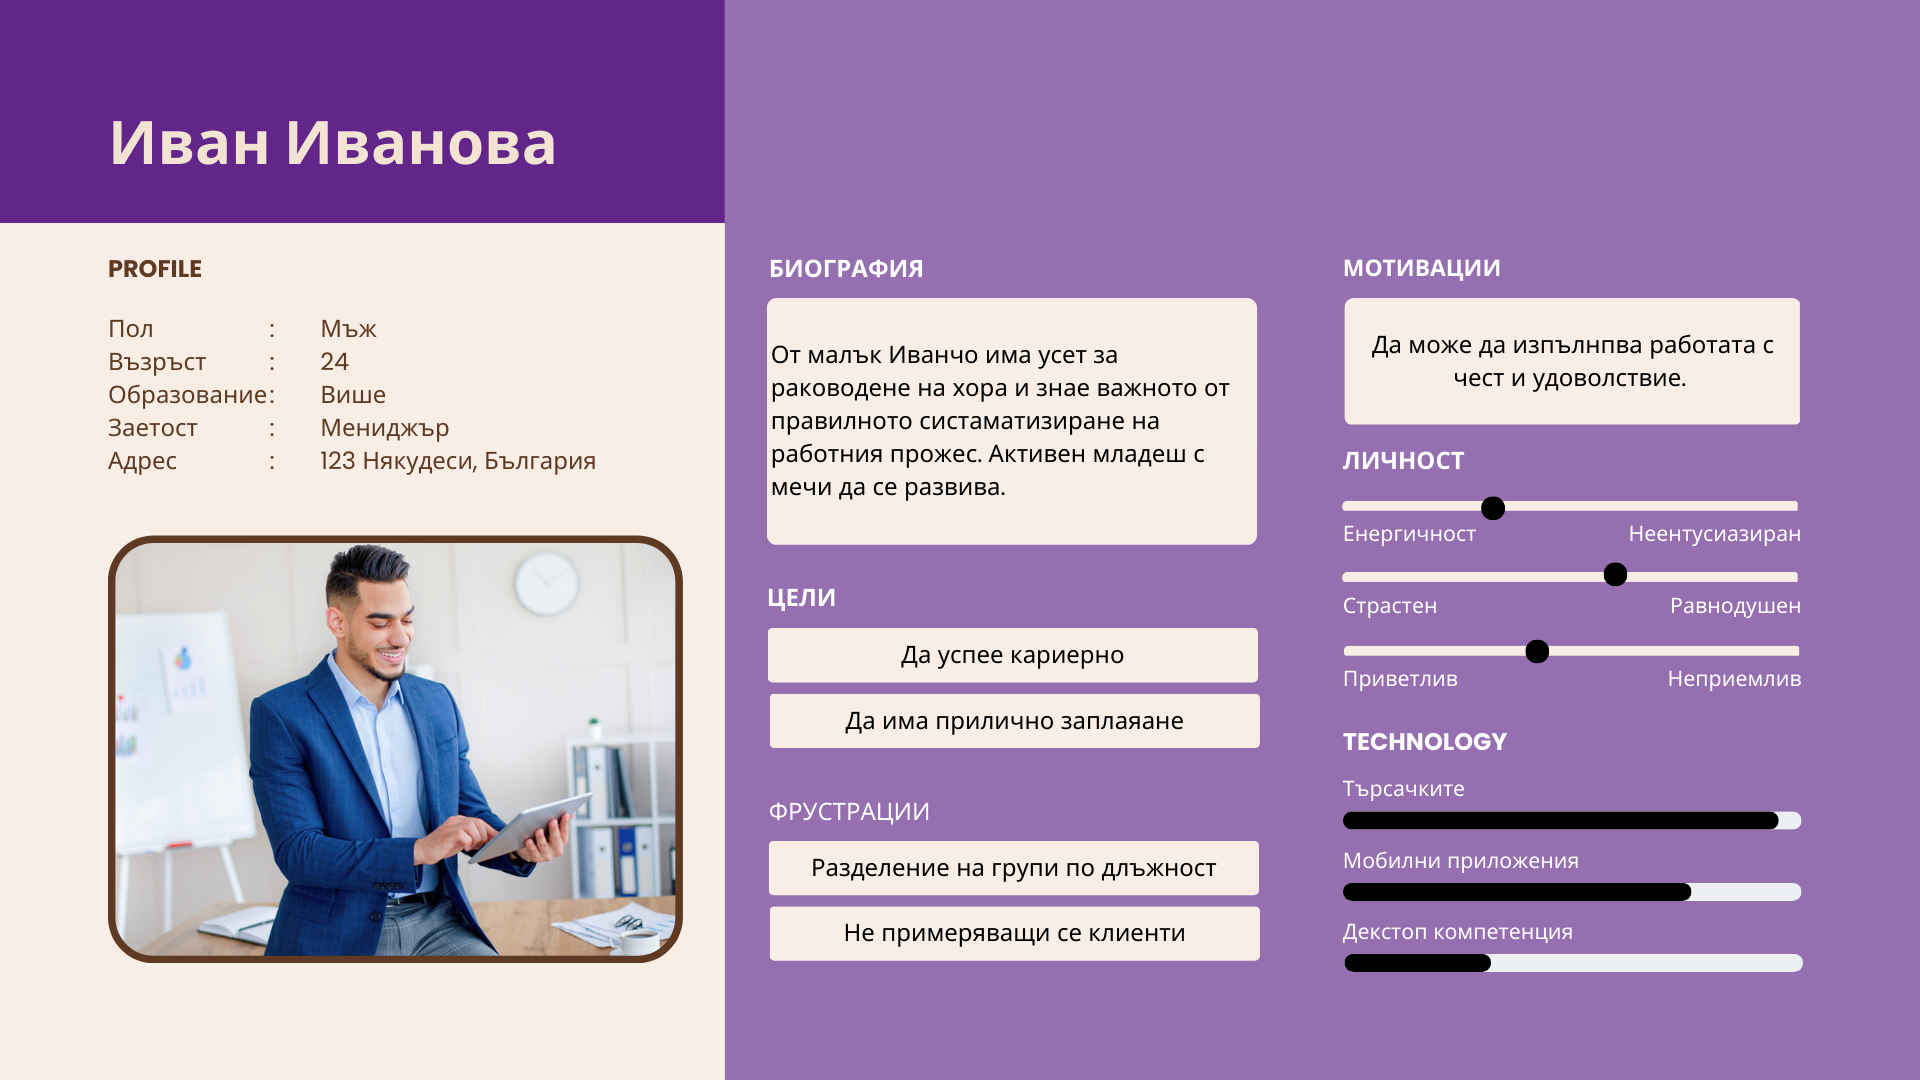 Иван Иванова
PROFILE
Пол : Мъж
Възръст : 24
Образование: Више
Заетост : Мениджър
Адрес : 123 Някудеси, България
БИОГРАФИЯ
От малък Иванчо има усет за
раководене на хора и знае важното от
правилното систаматизиране на
работния прожес. Активен младеш с
мечи да се развива.
ЦЕЛИ
Да успее кариерно
Да има прилично заплаяане
ФРУСТРАЦИИ
Разделение на групи по длъжност
Не примеряващи се клиенти
МОТИВАЦИИ
Да може да изпълнпва работата с
чест и удоволствие.
ЛИЧНОСТ
Енергичност Неентусиазиран
Страстен Равнодушен
Приветлив Неприемлив
TECHNOLOGY
Търсачките
Мобилни приложения
Декстоп компетенция